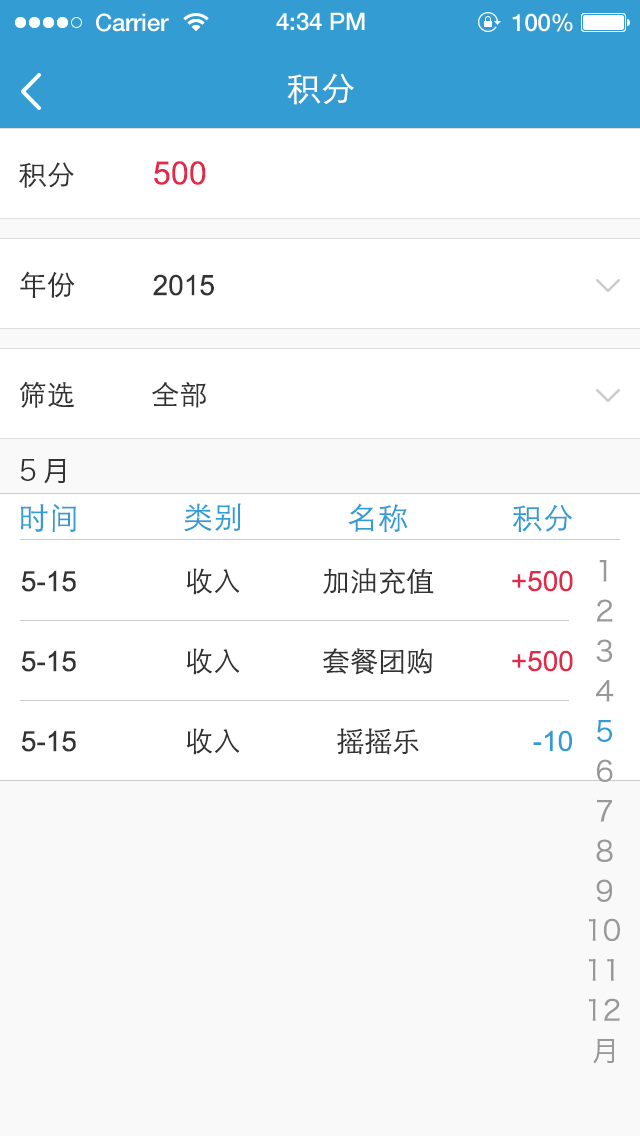 Carrier 4:34 PM 100%
积分
积分 500
年份 2015
筛选 全部
5月
时间 类别 名称 积分
5-15 收入 加油充值 +500
5-15 收入 套餐团购 +500
5-15 收入 摇摇乐 -10
1
2
3
4
5
6
7
8
9
10
11
12
月